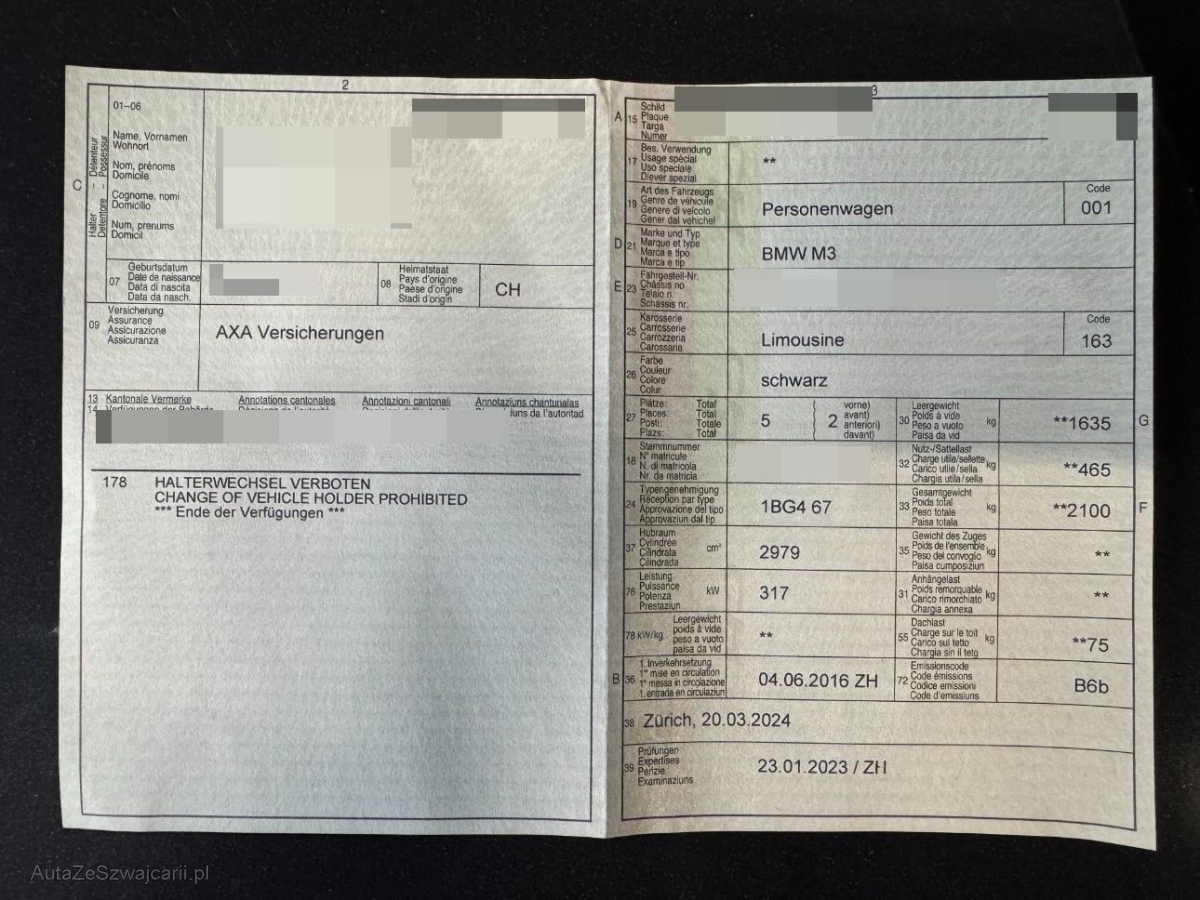 2
01–06
Halter – Détenteur
Detentore – Possessur
C
Name, Vornamen
Wohnort
Nom, prénoms
Domicile
Cognome, nomi
Domicilio
Num, prenums
Domicil
07
Geburtsdatum
Date de naissance
Data di nascita
Data da nasch.
08
Heimatstaat
Pays d'origine
Paese d'origine
Stadi d'origin
CH
09
Versicherung
Assurance
Assicurazione
Assicuranza
AXA Versicherungen
13 Kantonale Vermerke Annotations cantonales Annotazioni cantonali Annotaziuns chantunalas
14
iuns da l'autoritad
178 HALTERWECHSEL VERBOTEN
CHANGE OF VEHICLE HOLDER PROHIBITED
*** Ende der Verfügungen ***
3
A 15
Schild
Plaque
Targa
Numer
17
Bes. Verwendung
Usage spécial
Uso speciale
Diever spezial
**
19
Art des Fahrzeugs
Genre de véhicule
Genere di veicolo
Gener dal vehichel
Personenwagen
Code
001
D 21
Marke und Typ
Marque et type
Marca e tipo
Marca e tip
BMW M3
E 23
Fahrgestell-Nr.
Châssis no
Telaio n.
Schassis nr.
25
Karosserie
Carrosserie
Carrozzeria
Carossaria
Limousine
Code
163
26
Farbe
Couleur
Colore
Colur
schwarz
27
Plätze: Total
Places: Total
Posti: Totale
Plazs: Total
5
2
vorne)
avant)
anteriori)
davant)
30
Leergewicht
Poids à vide
Peso a vuoto
Paisa da vid
kg
**1635
G
18
Stammnummer
N° matricule
N. di matricola
Nr. da matricla
32
Nutz-/Sattellast
Charge utile/sellette
Carico utile/sella
Chargia utila/sella
kg
**465
24
Typengenehmigung
Réception par type
Approvazione del tipo
Approvaziun dal tip
1BG4 67
33
Gesamtgewicht
Poids total
Peso totale
Paisa totala
kg
**2100
F
37
Hubraum
Cylindrée
Cilindrata
Cilindrada
cm³
2979
35
Gewicht des Zuges
Poids de l'ensemble
Peso del convoglio
Paisa cumposiziun
kg
**
76
Leistung
Puissance
Potenza
Prestaziun
kW
317
31
Anhängelast
Poids remorquable
Carico rimorchiato
Chargia annexa
kg
**
78 kW/kg
Leergewicht
poids à vide
peso a vuoto
paisa da vid
**
55
Dachlast
Charge sur le toit
Carico sul tetto
Chargia sin il tetg
kg
**75
B 36
1. Inverkehrsetzung
1re mise en circulation
1a messa in circolazione
1. entrada en circulaziun
04.06.2016 ZH
72
Emissionscode
Code émissions
Codice emissioni
Code d'emissiuns
B6b
38 Zürich, 20.03.2024
39
Prüfungen
Expertises
Perizie
Examinaziuns
23.01.2023 / ZH
AutaZeSzwajcarii.pl